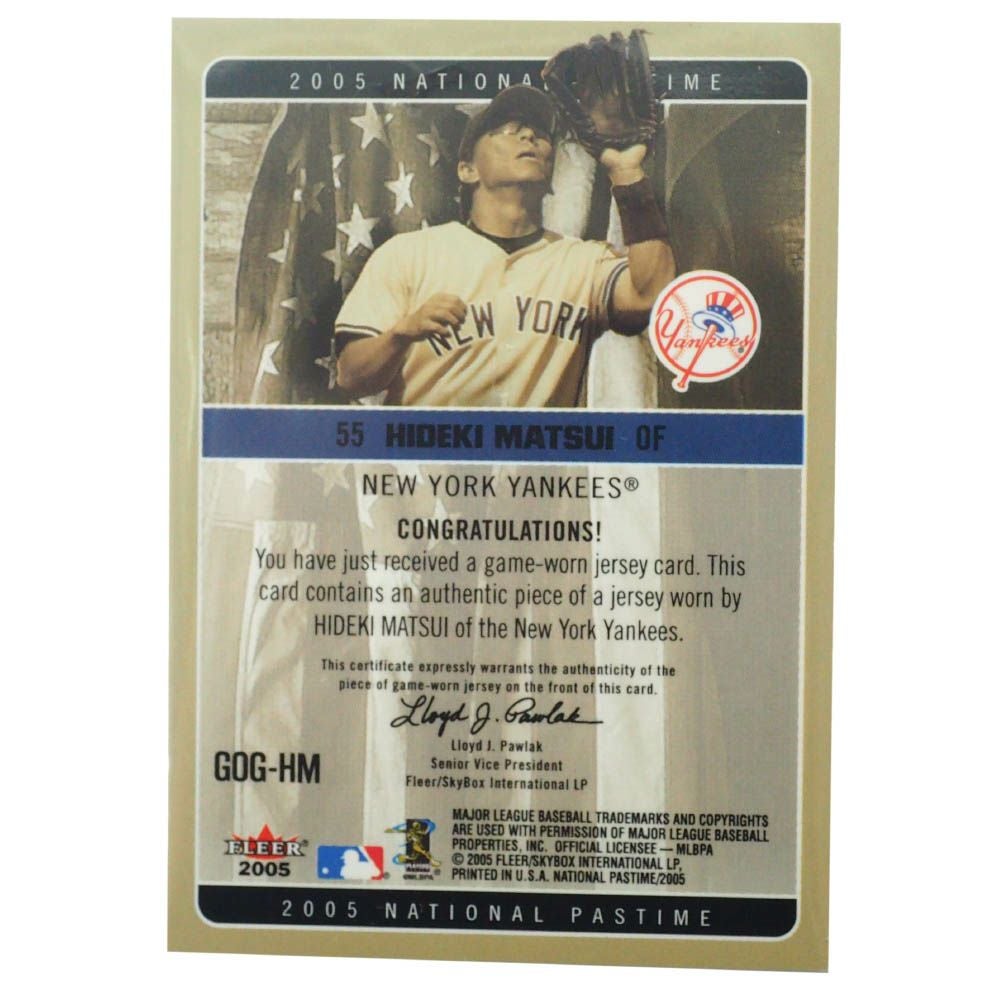 2005 NATIONA IME
NEW YORK
Yankees
55 HIDEKI MATSUI OF
NEW YORK YANKEES®
CONGRATULATIONS!
You have just received a game-worn jersey card. This
card contains an authentic piece of a jersey worn by
HIDEKI MATSUI of the New York Yankees.
This certificate expressly warrants the authenticity of the
piece of game-worn jersey on the front of this card.
Lloyd J. Pawlak
Lloyd J. Pawlak
Senior Vice President
Fleer/SkyBox International LP
GOG-HM
MAJOR LEAGUE BASEBALL TRADEMARKS AND COPYRIGHTS
ARE USED WITH PERMISSION OF MAJOR LEAGUE BASEBALL
PROPERTIES, INC. OFFICIAL LICENSEE — MLBPA
© 2005 FLEER/SKYBOX INTERNATIONAL LP,
PRINTED IN U.S.A. NATIONAL PASTIME/2005
FLEER
2005
2005 NATIONAL PASTIME